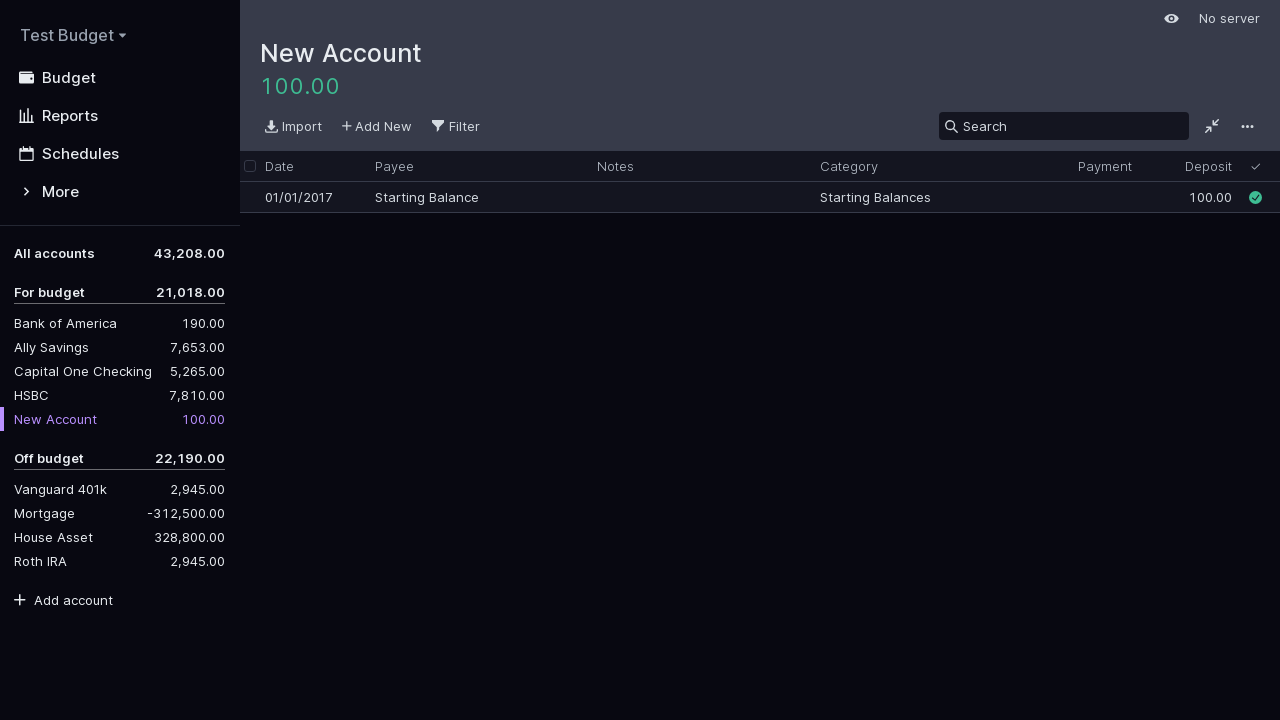 Test Budget
Budget
Reports
Schedules
More
All accounts 43,208.00
For budget 21,018.00
Bank of America 190.00
Ally Savings 7,653.00
Capital One Checking 5,265.00
HSBC 7,810.00
New Account 100.00
Off budget 22,190.00
Vanguard 401k 2,945.00
Mortgage -312,500.00
House Asset 328,800.00
Roth IRA 2,945.00
Add account
No server
New Account
100.00
Import Add New Filter Search
Date Payee Notes Category Payment Deposit
01/01/2017 Starting Balance Starting Balances 100.00